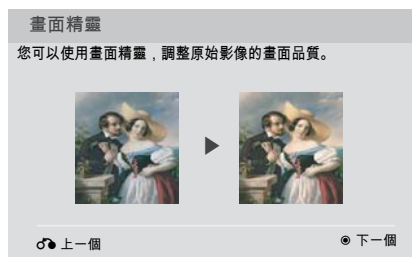 畫面精靈
您可以使用畫面精靈，調整原始影像的畫面品質。
上一個
下一個